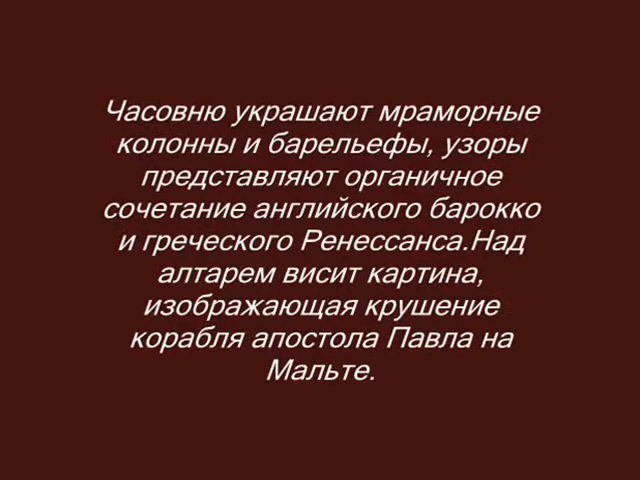 Часовню украшают мраморные
колонны и барельефы, узоры
представляют органичное
сочетание английского барокко
и греческого Ренессанса.Над
алтарем висит картина,
изображающая крушение
корабля апостола Павла на
Мальте.